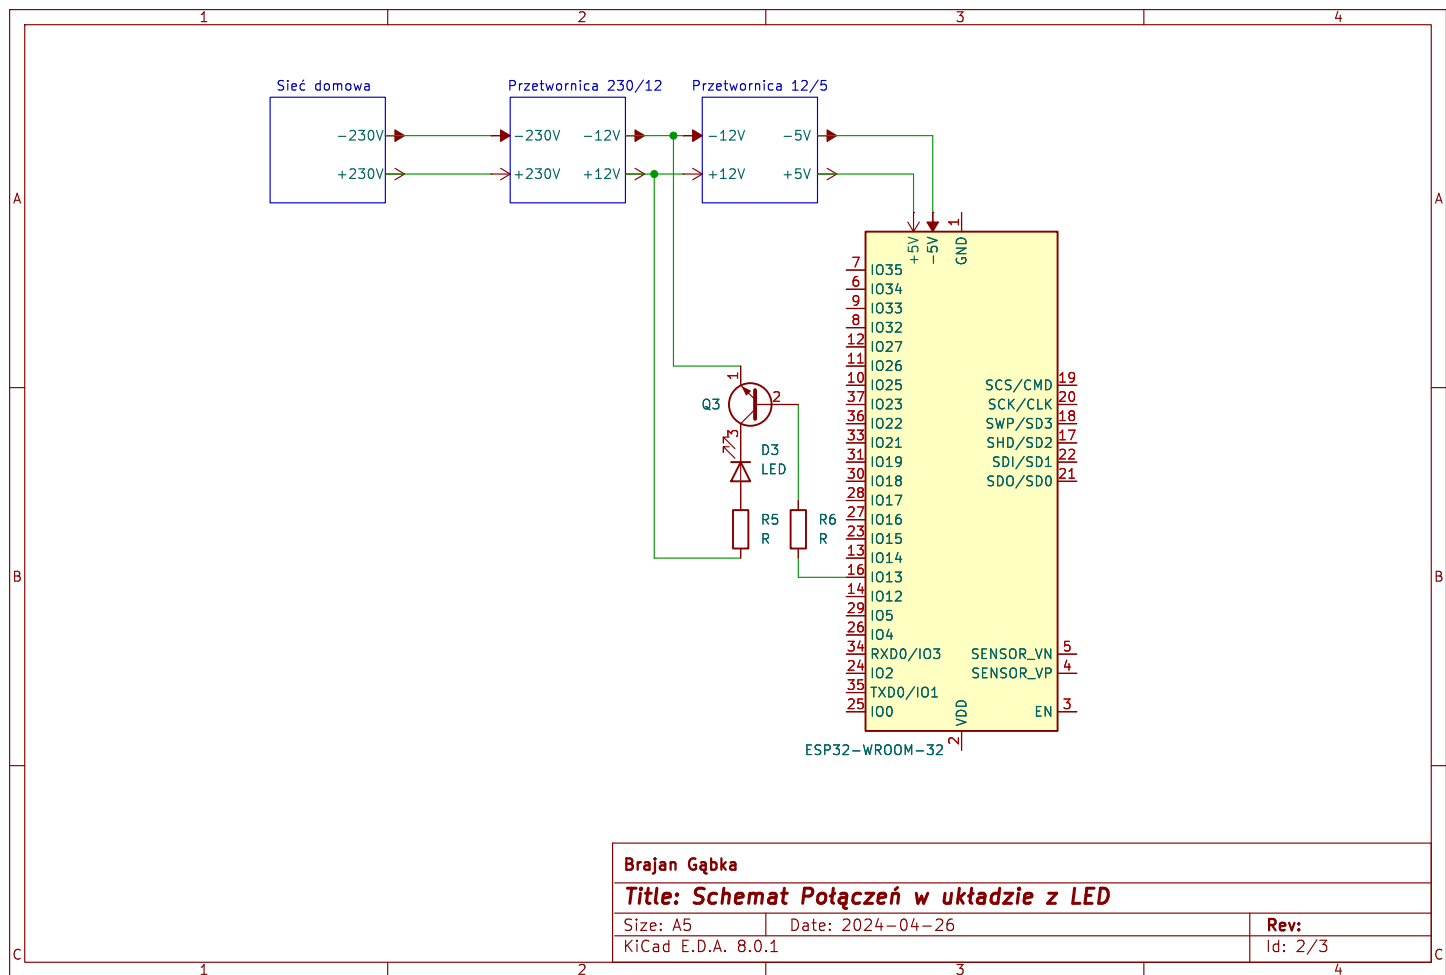 1 2 3 4
Sieć domowa Przetwornica 230/12 Przetwornica 12/5
-230V -230V -12V -12V -5V
+230V +230V +12V +12V +5V
A A
+5V -5V GND 1
7 IO35
6 IO34
9 IO33
8 IO32
12 IO27
11 IO26
1
10 IO25 SCS/CMD 19
Q3 2 37 IO23 SCK/CLK 20
36 IO22 SWP/SD3 18
3 33 IO21 SHD/SD2 17
D3
31 IO19 SDI/SD1 22
LED
30 IO18 SDO/SD0 21
28 IO17
R5 R6 27 IO16
R R 23 IO15
13 IO14
B 16 IO13 B
14 IO12
29 IO5
26 IO4
34 RXD0/IO3 SENSOR_VN 5
24 IO2 SENSOR_VP 4
35 TXD0/IO1
25 IO0 VDD EN 3
2
ESP32-WROOM-32
Brajan Gąbka
Title: Schemat Połączeń w układzie z LED
Size: A5 Date: 2024-04-26 Rev:
KiCad E.D.A. 8.0.1 Id: 2/3
C C
1 2 3 4